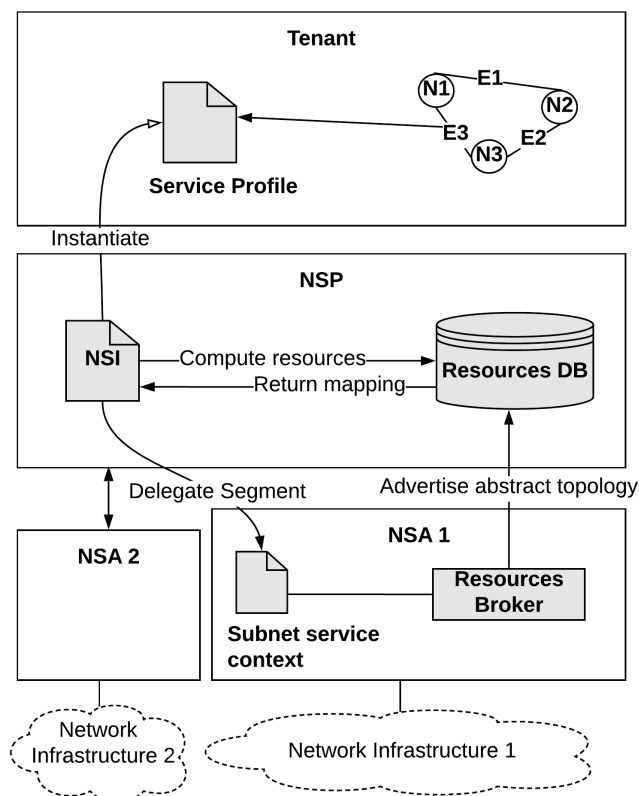 Tenant
N1
E1
N2
E3
E2
N3
Service Profile
Instantiate
NSP
NSI
Compute resources
Return mapping
Resources DB
Delegate Segment
Advertise abstract topology
NSA 2
NSA 1
Resources
Broker
Subnet service
context
Network
Infrastructure 2
Network Infrastructure 1